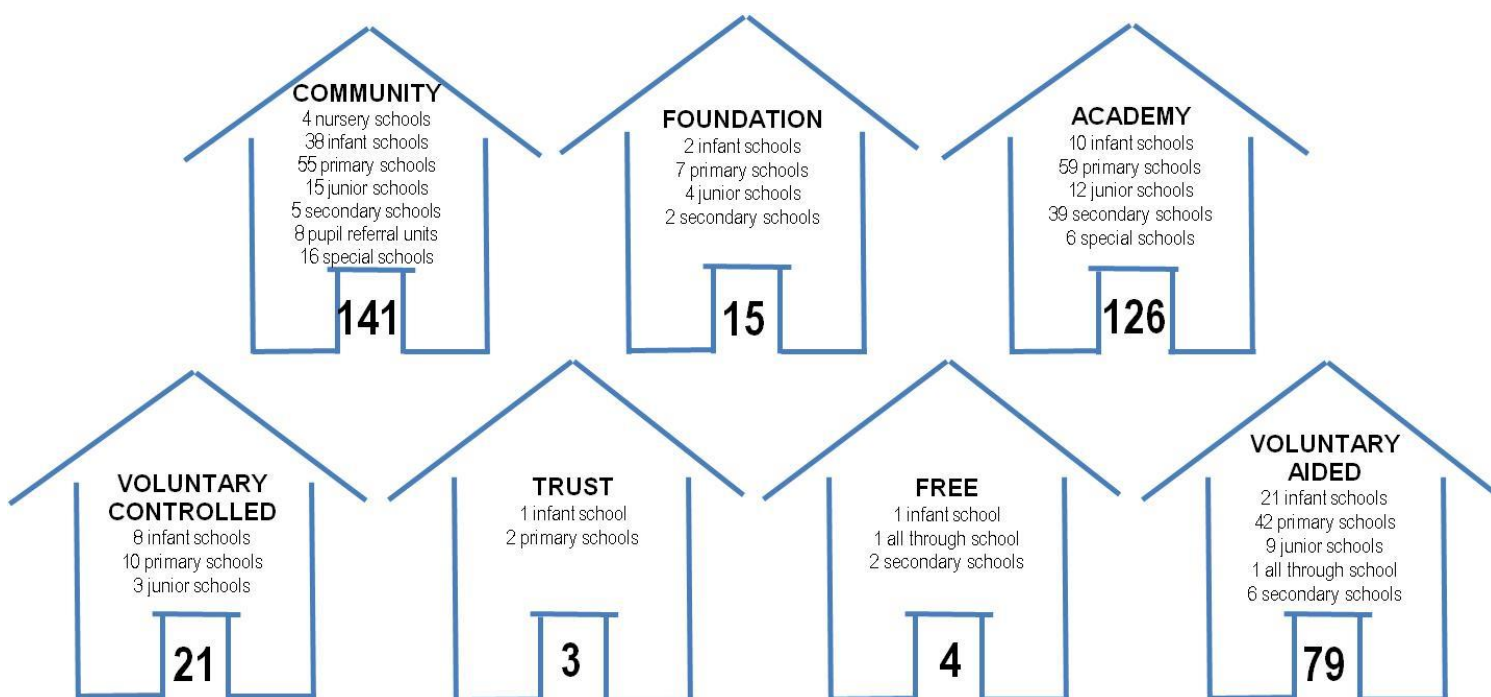 COMMUNITY
4 nursery schools
38 infant schools
55 primary schools
15 junior schools
5 secondary schools
8 pupil referral units
16 special schools
141
FOUNDATION
2 infant schools
7 primary schools
4 junior schools
2 secondary schools
15
ACADEMY
10 infant schools
59 primary schools
12 junior schools
39 secondary schools
6 special schools
126
VOLUNTARY
CONTROLLED
8 infant schools
10 primary schools
3 junior schools
21
TRUST
1 infant school
2 primary schools
3
FREE
1 infant school
1 all through school
2 secondary schools
4
VOLUNTARY
AIDED
21 infant schools
42 primary schools
9 junior schools
1 all through school
6 secondary schools
79